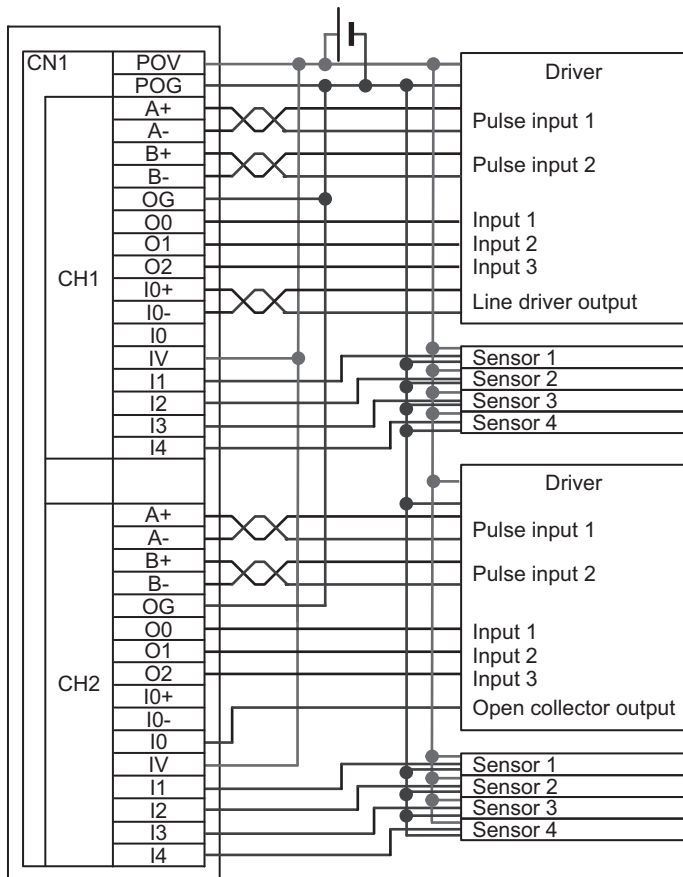 CN1
POV
POG
CH1
A+
A-
B+
B-
OG
O0
O1
O2
I0+
I0-
I0
IV
I1
I2
I3
I4
CH2
A+
A-
B+
B-
OG
O0
O1
O2
I0+
I0-
I0
IV
I1
I2
I3
I4
Driver
Pulse input 1
Pulse input 2
Input 1
Input 2
Input 3
Line driver output
Sensor 1
Sensor 2
Sensor 3
Sensor 4
Driver
Pulse input 1
Pulse input 2
Input 1
Input 2
Input 3
Open collector output
Sensor 1
Sensor 2
Sensor 3
Sensor 4